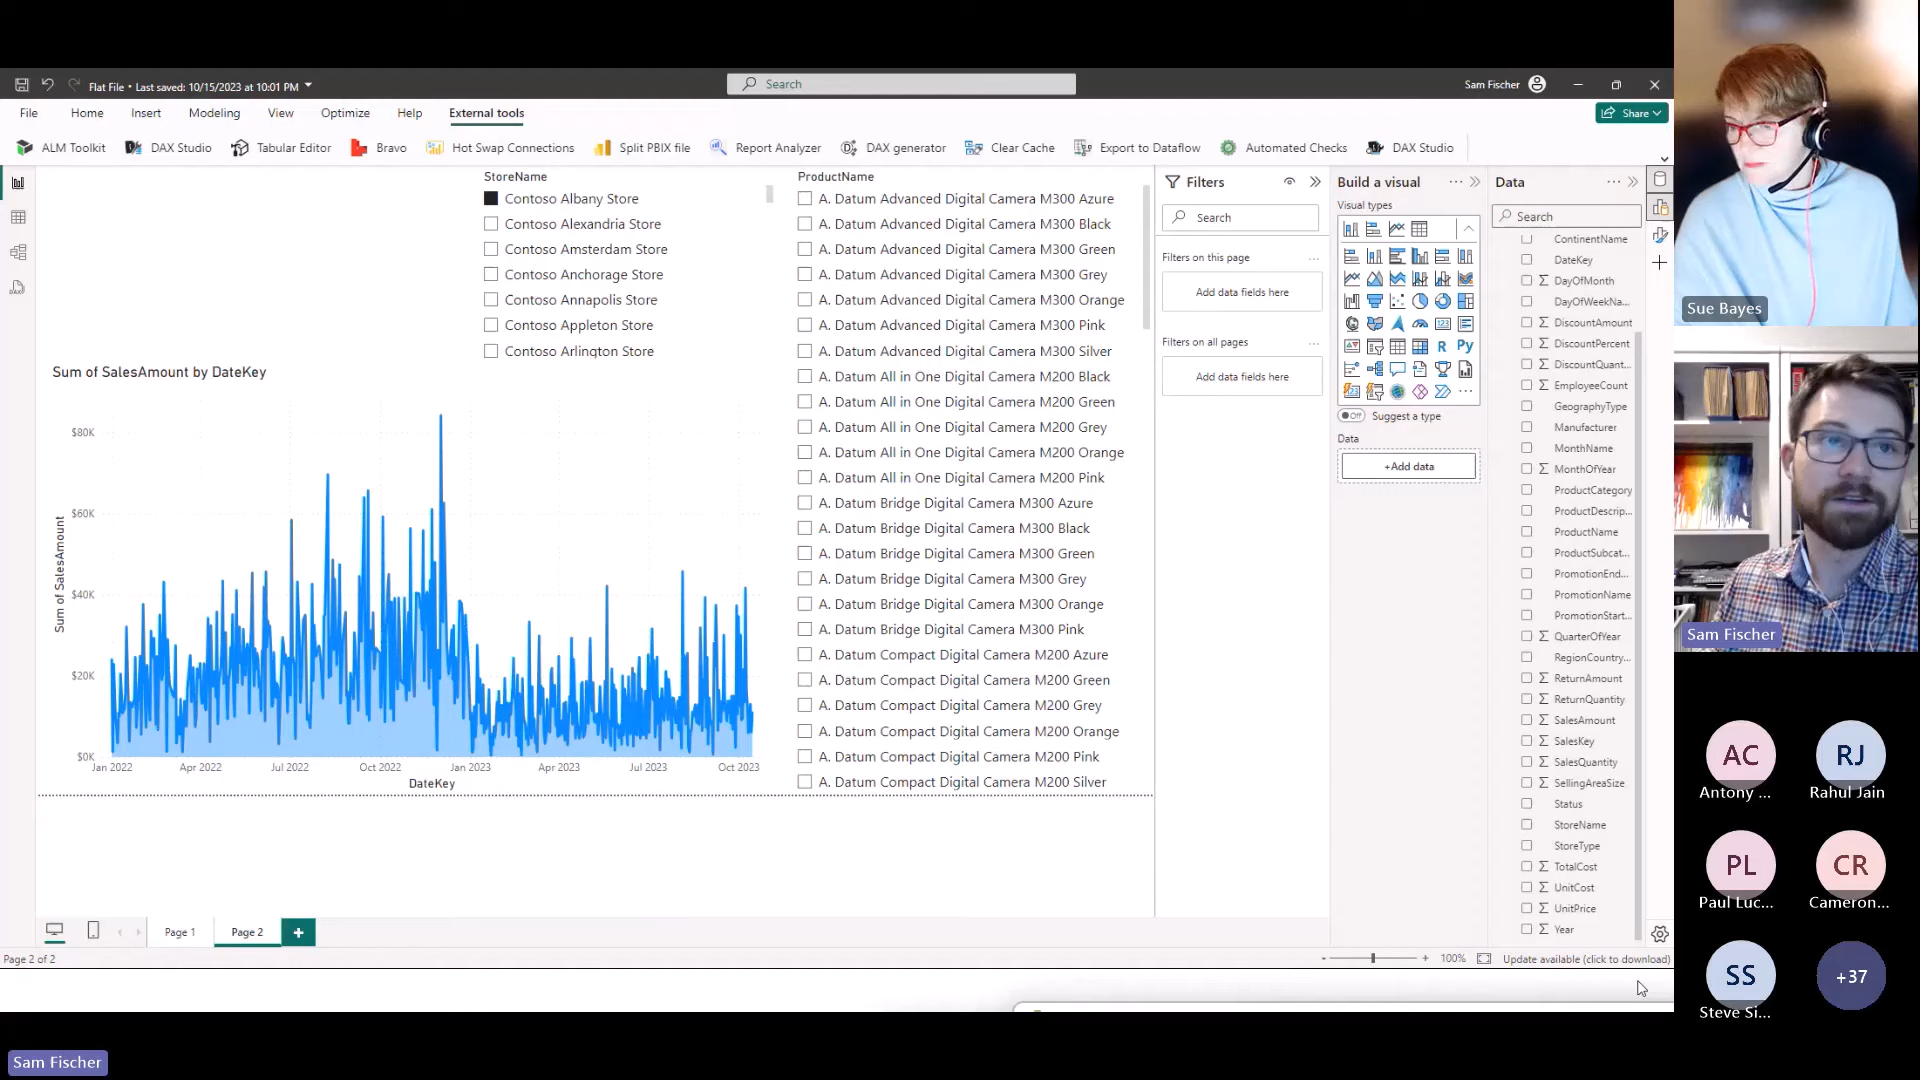 Flat File • Last saved: 10/15/2023 at 10:01 PM
Search
Sam Fischer
File Home Insert Modeling View Optimize Help External tools
Share
ALM Toolkit DAX Studio Tabular Editor Bravo Hot Swap Connections Split PBIX file Report Analyzer DAX generator Clear Cache Export to Dataflow Automated Checks DAX Studio
StoreName
Contoso Albany Store
Contoso Alexandria Store
Contoso Amsterdam Store
Contoso Anchorage Store
Contoso Annapolis Store
Contoso Appleton Store
Contoso Arlington Store
Sum of SalesAmount by DateKey
Sum of SalesAmount
$80K
$60K
$40K
$20K
$0K
Jan 2022 Apr 2022 Jul 2022 Oct 2022 Jan 2023 Apr 2023 Jul 2023 Oct 2023
DateKey
ProductName
A. Datum Advanced Digital Camera M300 Azure
A. Datum Advanced Digital Camera M300 Black
A. Datum Advanced Digital Camera M300 Green
A. Datum Advanced Digital Camera M300 Grey
A. Datum Advanced Digital Camera M300 Orange
A. Datum Advanced Digital Camera M300 Pink
A. Datum Advanced Digital Camera M300 Silver
A. Datum All in One Digital Camera M200 Black
A. Datum All in One Digital Camera M200 Green
A. Datum All in One Digital Camera M200 Grey
A. Datum All in One Digital Camera M200 Orange
A. Datum All in One Digital Camera M200 Pink
A. Datum Bridge Digital Camera M300 Azure
A. Datum Bridge Digital Camera M300 Black
A. Datum Bridge Digital Camera M300 Green
A. Datum Bridge Digital Camera M300 Grey
A. Datum Bridge Digital Camera M300 Orange
A. Datum Bridge Digital Camera M300 Pink
A. Datum Compact Digital Camera M200 Azure
A. Datum Compact Digital Camera M200 Green
A. Datum Compact Digital Camera M200 Grey
A. Datum Compact Digital Camera M200 Orange
A. Datum Compact Digital Camera M200 Pink
A. Datum Compact Digital Camera M200 Silver
Filters
Search
Filters on this page ...
Add data fields here
Filters on all pages ...
Add data fields here
Build a visual
Visual types
R Py
Off Suggest a type
Data
+Add data
Data
Search
ContinentName
DateKey
DayOfMonth
DayOfWeekNa...
DiscountAmount
DiscountPercent
DiscountQuant...
EmployeeCount
GeographyType
Manufacturer
MonthName
MonthOfYear
ProductCategory
ProductDescrip...
ProductName
ProductSubcat...
PromotionEnd...
PromotionName
PromotionStart...
QuarterOfYear
RegionCountry...
ReturnAmount
ReturnQuantity
SalesAmount
SalesKey
SalesQuantity
SellingAreaSize
Status
StoreName
StoreType
TotalCost
UnitCost
UnitPrice
Year
Page 1 Page 2 +
Page 2 of 2
- + 100% Update available (click to download)
Sue Bayes
Sam Fischer
AC RJ
Antony ... Rahul Jain
PL CR
Paul Luc... Cameron...
SS +37
Steve Si...
Sam Fischer